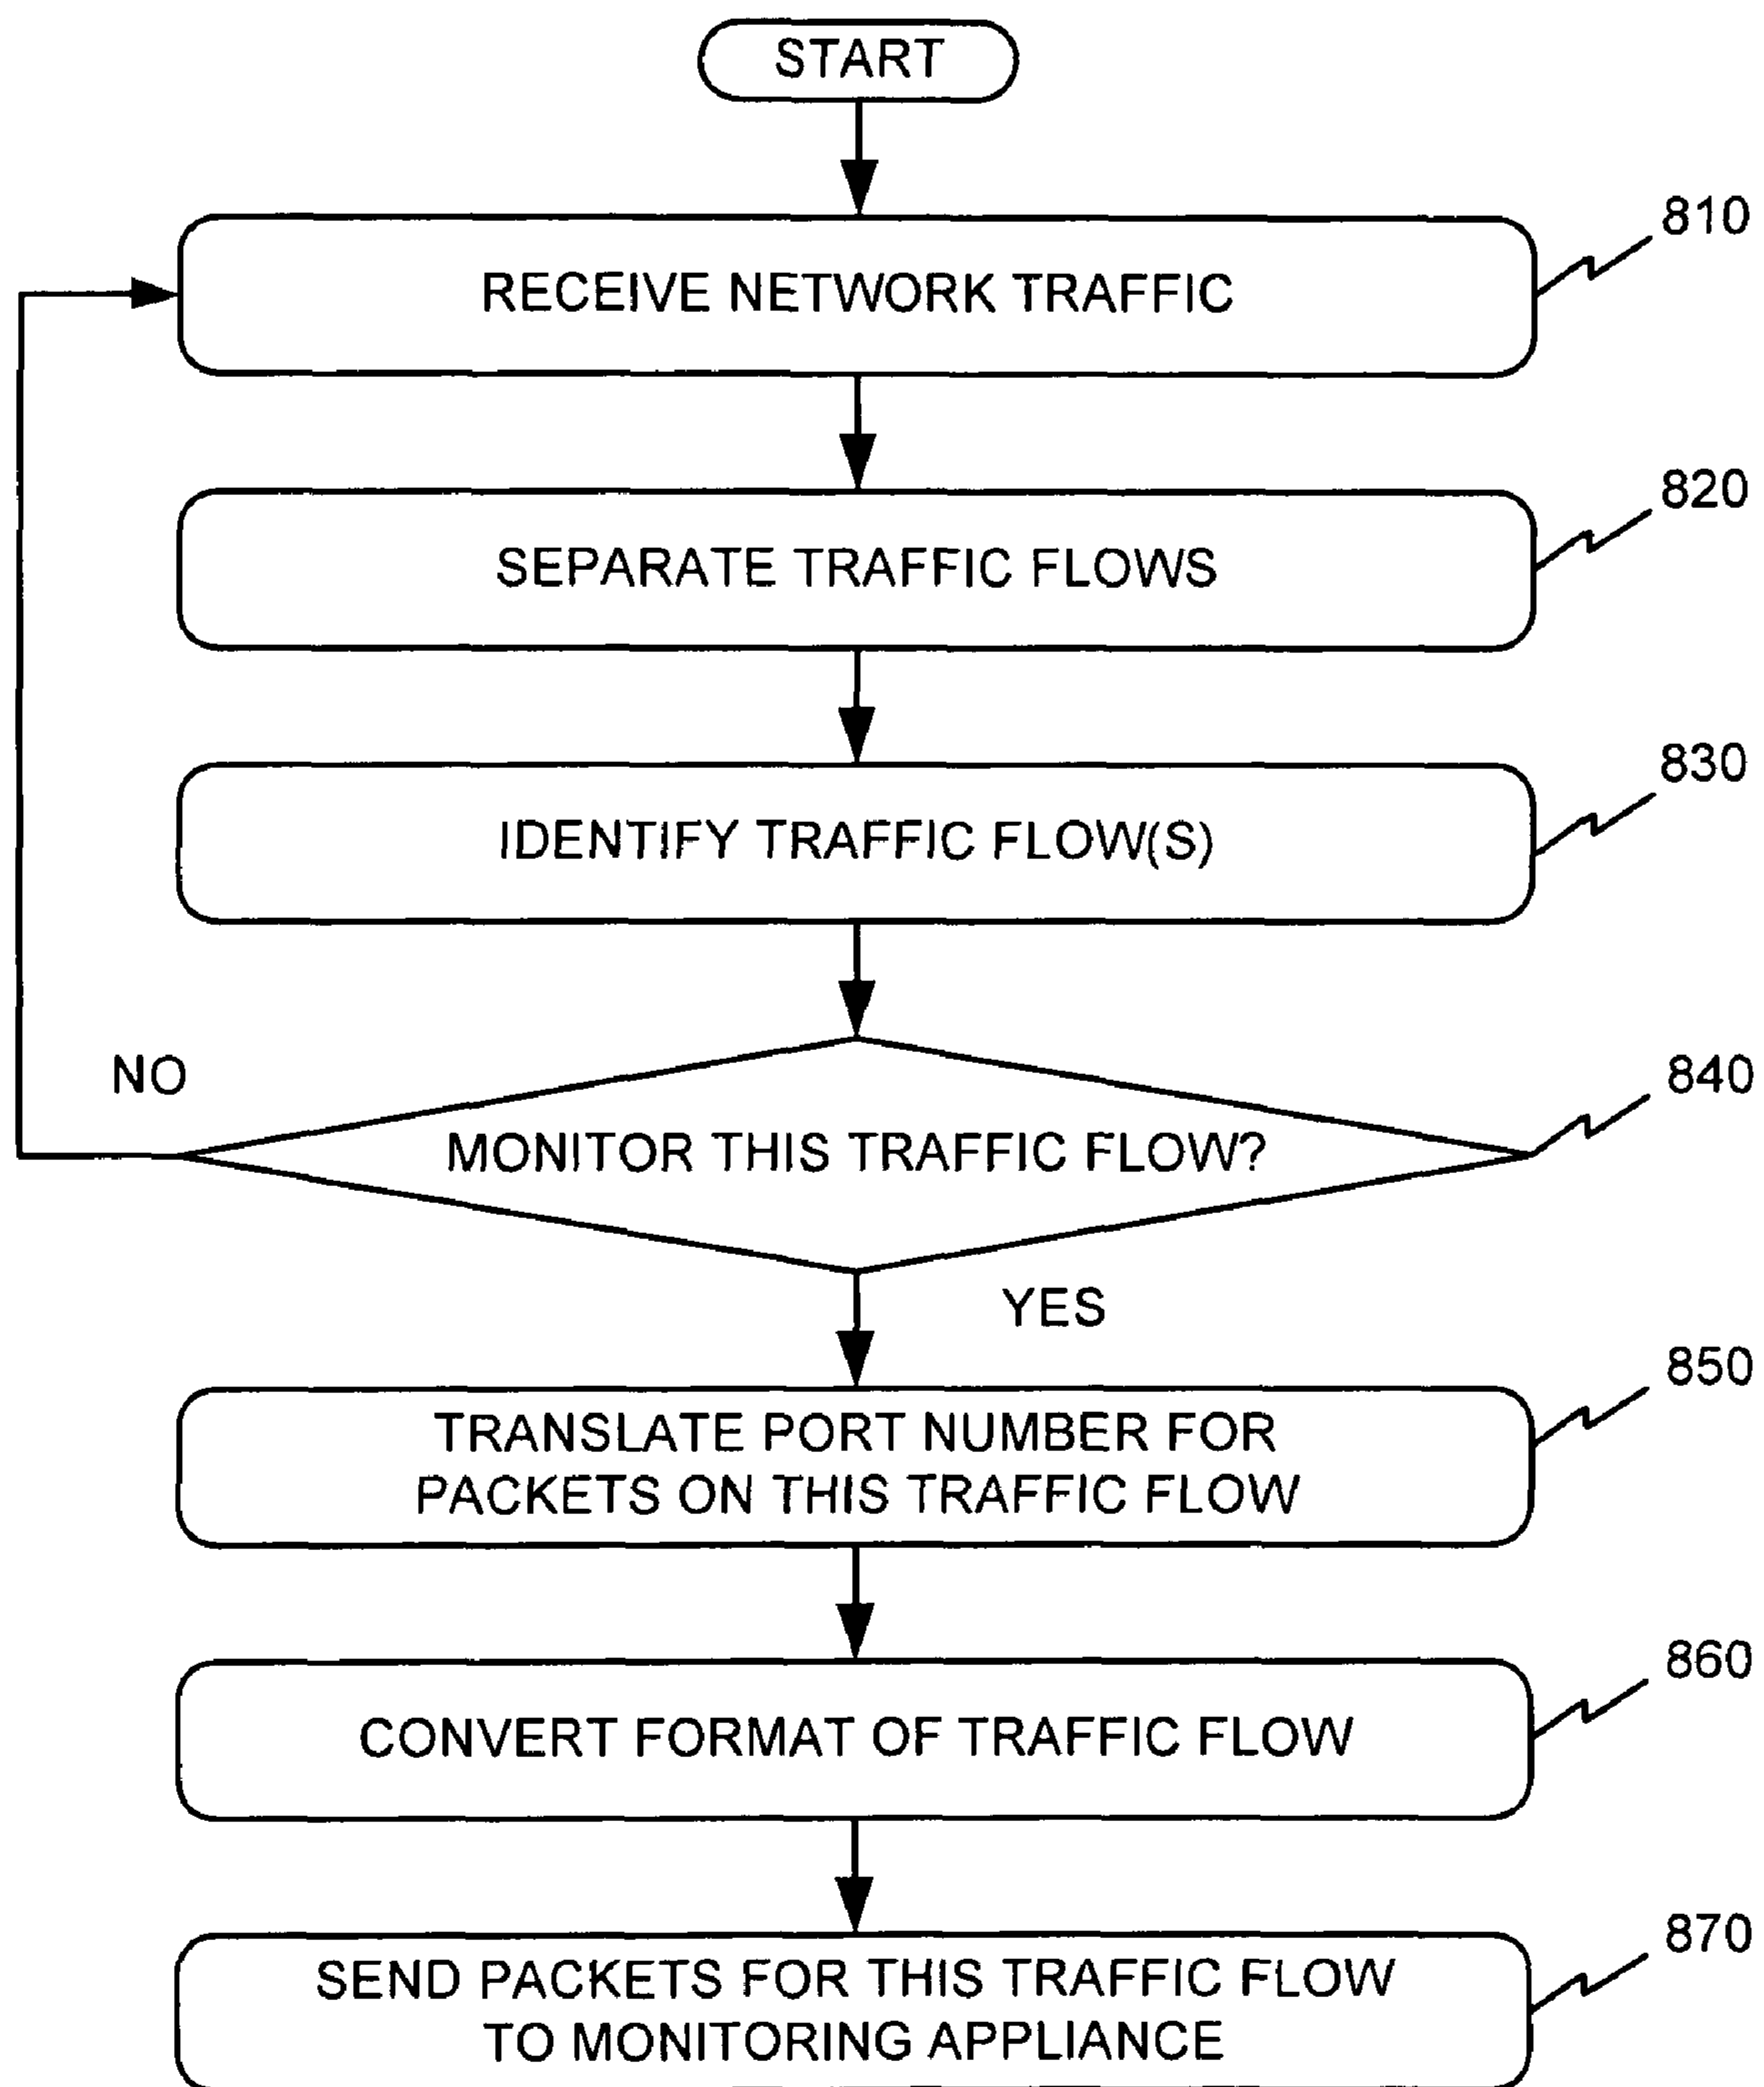 START
810
RECEIVE NETWORK TRAFFIC
820
SEPARATE TRAFFIC FLOWS
830
IDENTIFY TRAFFIC FLOW(S)
NO
840
MONITOR THIS TRAFFIC FLOW?
YES
850
TRANSLATE PORT NUMBER FOR
PACKETS ON THIS TRAFFIC FLOW
860
CONVERT FORMAT OF TRAFFIC FLOW
870
SEND PACKETS FOR THIS TRAFFIC FLOW
TO MONITORING APPLIANCE